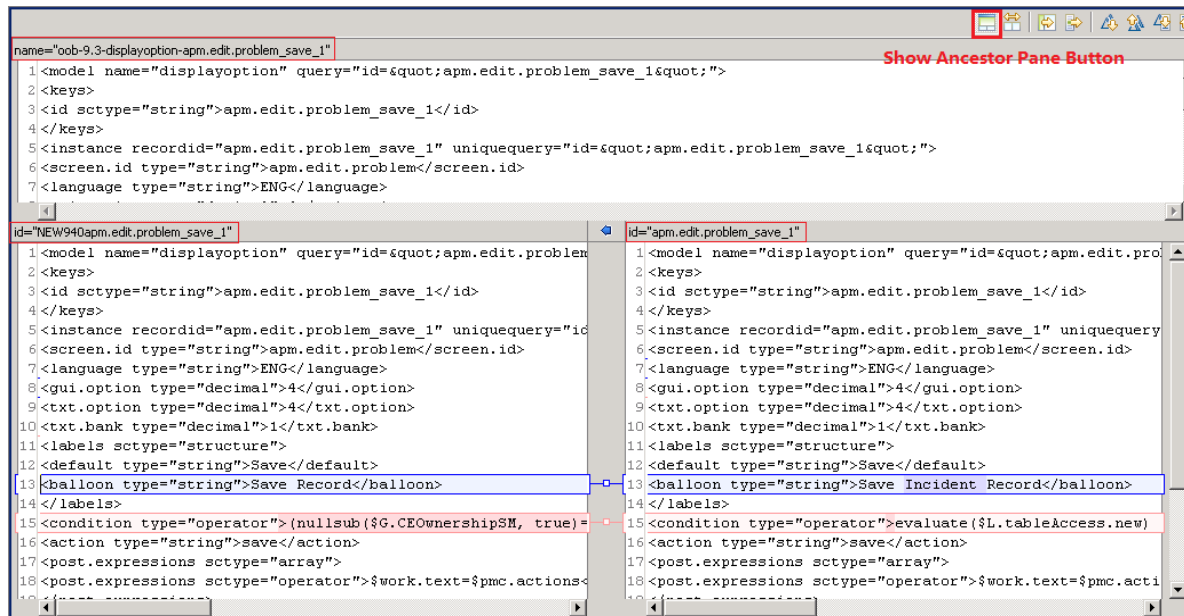 name="oob-9.3-displayoption-apm.edit.problem_save_1"
Show Ancestor Pane Button
1 <model name="displayoption" query="id=&quot;apm.edit.problem_save_1&quot;">
2 <keys>
3 <id sctype="string">apm.edit.problem_save_1</id>
4 </keys>
5 <instance recordid="apm.edit.problem_save_1" uniquequery="id=&quot;apm.edit.problem_save_1&quot;">
6 <screen.id type="string">apm.edit.problem</screen.id>
7 <language type="string">ENG</language>
id="NEW940apm.edit.problem_save_1"
1 <model name="displayoption" query="id=&quot;apm.edit.problem
2 <keys>
3 <id sctype="string">apm.edit.problem_save_1</id>
4 </keys>
5 <instance recordid="apm.edit.problem_save_1" uniquequery="id
6 <screen.id type="string">apm.edit.problem</screen.id>
7 <language type="string">ENG</language>
8 <gui.option type="decimal">4</gui.option>
9 <txt.option type="decimal">4</txt.option>
10 <txt.bank type="decimal">1</txt.bank>
11 <labels sctype="structure">
12 <default type="string">Save</default>
13 <balloon type="string">Save Record</balloon>
14 </labels>
15 <condition type="operator">(nullsub($G.CEOwnershipSM, true)=
16 <action type="string">save</action>
17 <post.expressions sctype="array">
18 <post.expressions sctype="operator">$work.text=$pmc.actions<
id="apm.edit.problem_save_1"
1 <model name="displayoption" query="id=&quot;apm.edit.pro
2 <keys>
3 <id sctype="string">apm.edit.problem_save_1</id>
4 </keys>
5 <instance recordid="apm.edit.problem_save_1" uniquequery
6 <screen.id type="string">apm.edit.problem</screen.id>
7 <language type="string">ENG</language>
8 <gui.option type="decimal">4</gui.option>
9 <txt.option type="decimal">4</txt.option>
10 <txt.bank type="decimal">1</txt.bank>
11 <labels sctype="structure">
12 <default type="string">Save</default>
13 <balloon type="string">Save Incident Record</balloon>
14 </labels>
15 <condition type="operator">evaluate($L.tableAccess.new)
16 <action type="string">save</action>
17 <post.expressions sctype="array">
18 <post.expressions sctype="operator">$work.text=$pmc.acti